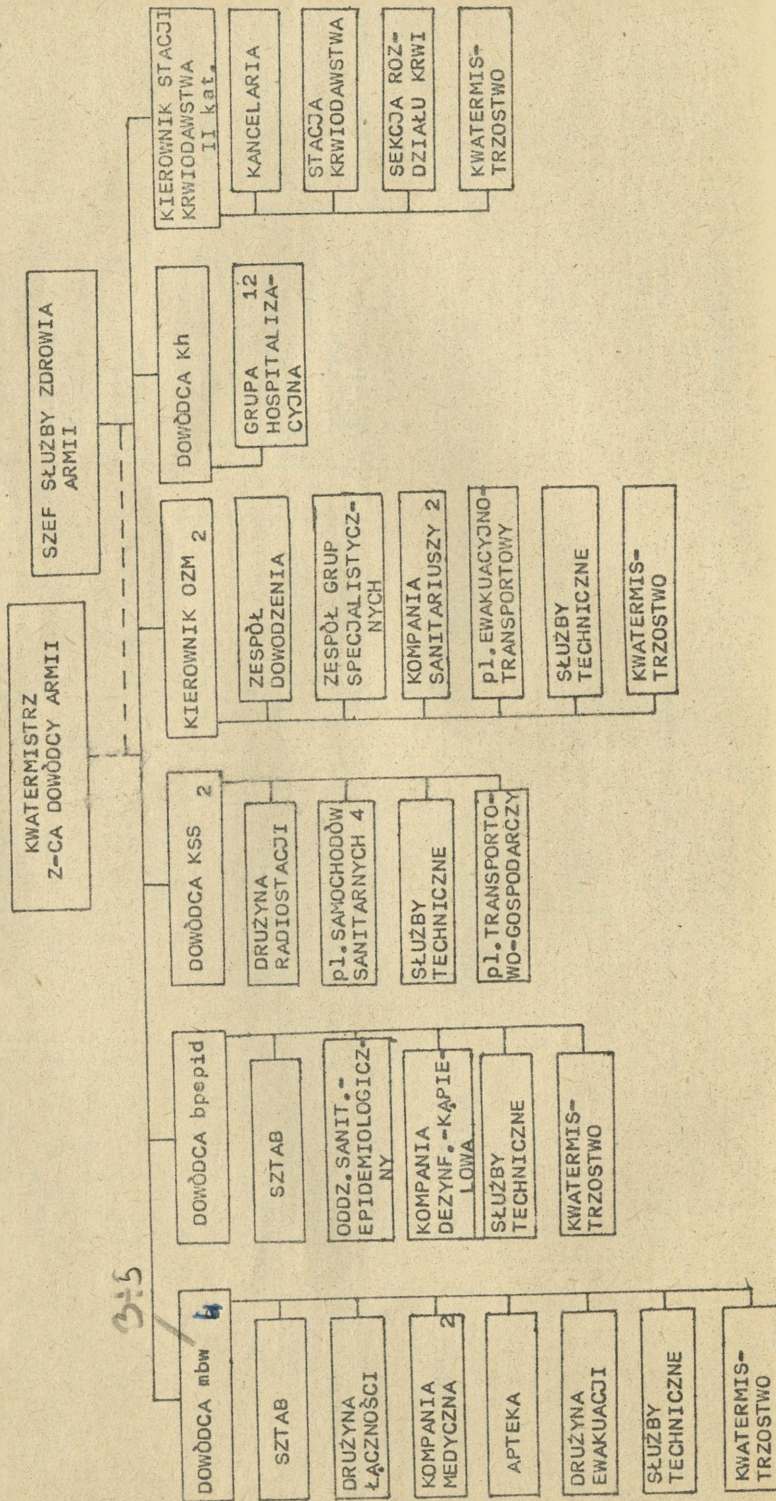 KWATERMISTRZ
Z-CA DOWÓDCY ARMII
SZEF SŁUŻBY ZDROWIA
ARMII
3÷5
DOWÓDCA mbw 4
SZTAB
DRUŻYNA
ŁĄCZNOŚCI
KOMPANIA
MEDYCZNA 2
APTEKA
DRUŻYNA
EWAKUACJI
SŁUŻBY
TECHNICZNE
KWATERMIS-
TRZOSTWO
DOWÓDCA bpepid
SZTAB
ODDZ.SANIT.-
EPIDEMIOLOGICZ-
NY
KOMPANIA
DEZYNF.-KĄPIE-
LOWA
SŁUŻBY
TECHNICZNE
KWATERMIS-
TRZOSTWO
DOWÓDCA KSS 2
DRUŻYNA
RADIOSTACJI
pl.SAMOCHODÓW
SANITARNYCH 4
SŁUŻBY
TECHNICZNE
pl.TRANSPORTO-
WO-GOSPODARCZY
KIEROWNIK OZM 2
ZESPÓŁ
DOWODZENIA
ZESPÓŁ GRUP
SPECJALISTYCZ-
NYCH
KOMPANIA
SANITARIUSZY 2
pl.EWAKUACYJNO-
TRANSPORTOWY
SŁUŻBY
TECHNICZNE
KWATERMIS-
TRZOSTWO
DOWÓDCA Kh
GRUPA 12
HOSPITALIZA-
CYJNA
KIEROWNIK STACJI
KRWIODAWSTWA
II kat.
KANCELARIA
STACJA
KRWIODAWSTWA
SEKCJA ROZ-
DZIAŁU KRWI
KWATERMIS-
TRZOSTWO